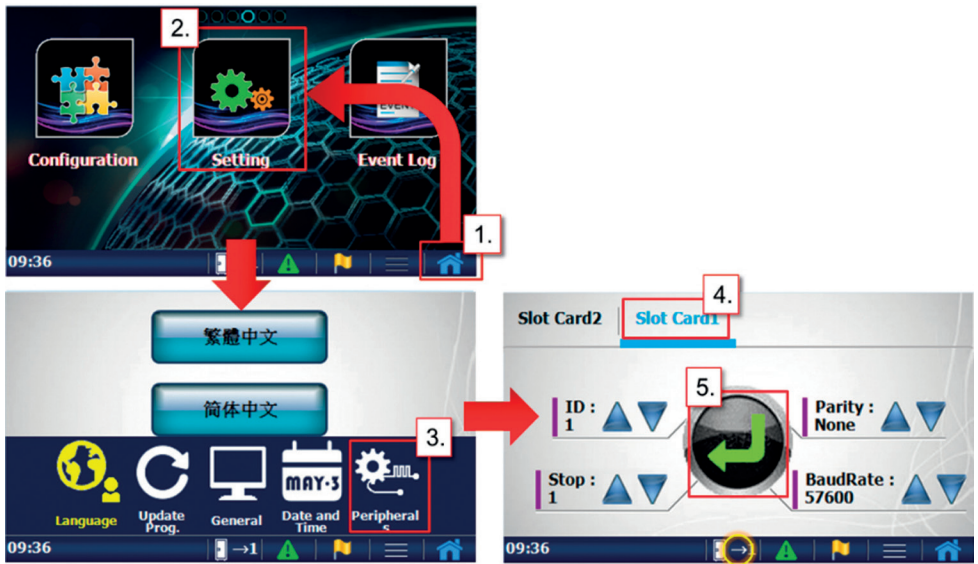 2.
EVENT
Configuration
Setting
Event Log
1.
09:36
繁體中文
简体中文
3.
Language
Update
Prog.
General
MAY·3
Date and
Time
Peripheral
s
09:36
→1
4.
Slot Card2
Slot Card1
5.
ID :
1
Parity :
None
Stop :
1
BaudRate :
57600
09:36
→1